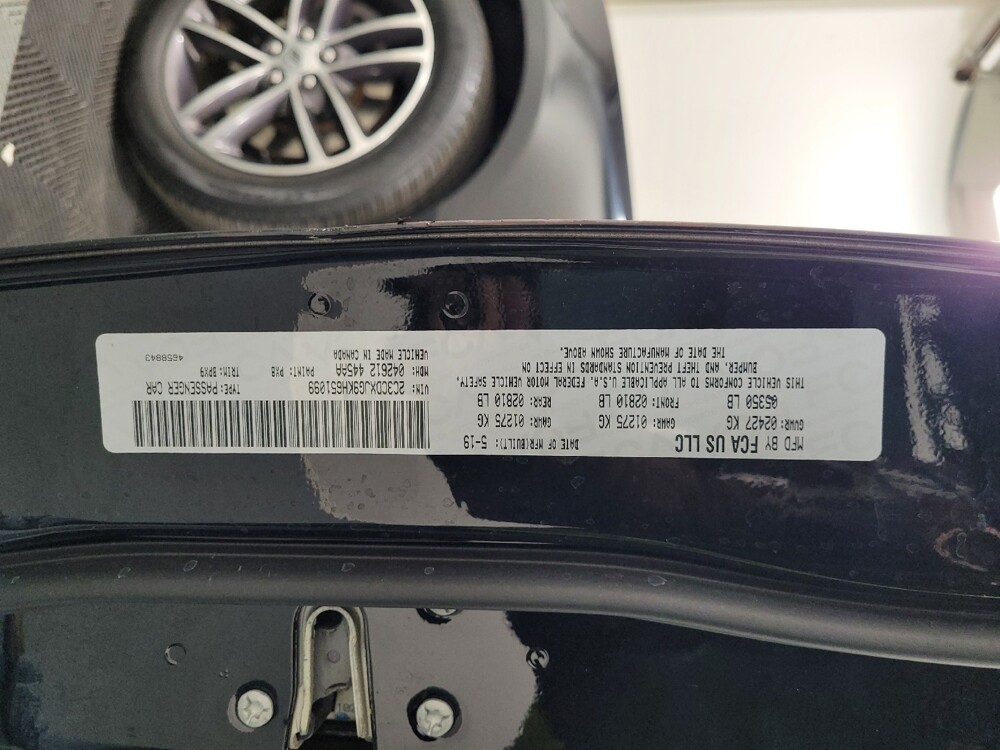 MFD BY FCA US LLC DATE OF MFR(BUILT): 5-19
GVWR: 02427 KG GAWR: 01275 KG GAWR: 01275 KG
05350 LB FRONT: 02810 LB REAR: 02810 LB
THIS VEHICLE CONFORMS TO ALL APPLICABLE U.S.A. FEDERAL MOTOR VEHICLE SAFETY,
BUMPER, AND THEFT PREVENTION STANDARDS IN EFFECT ON
THE DATE OF MANUFACTURE SHOWN ABOVE.
VIN: 2C3CDXJG9KH651099 TYPE: PASSENGER CAR
MDH: 042612 445AA PAINT: PX8 TRIM: BPX9
VEHICLE MADE IN CANADA 4658843